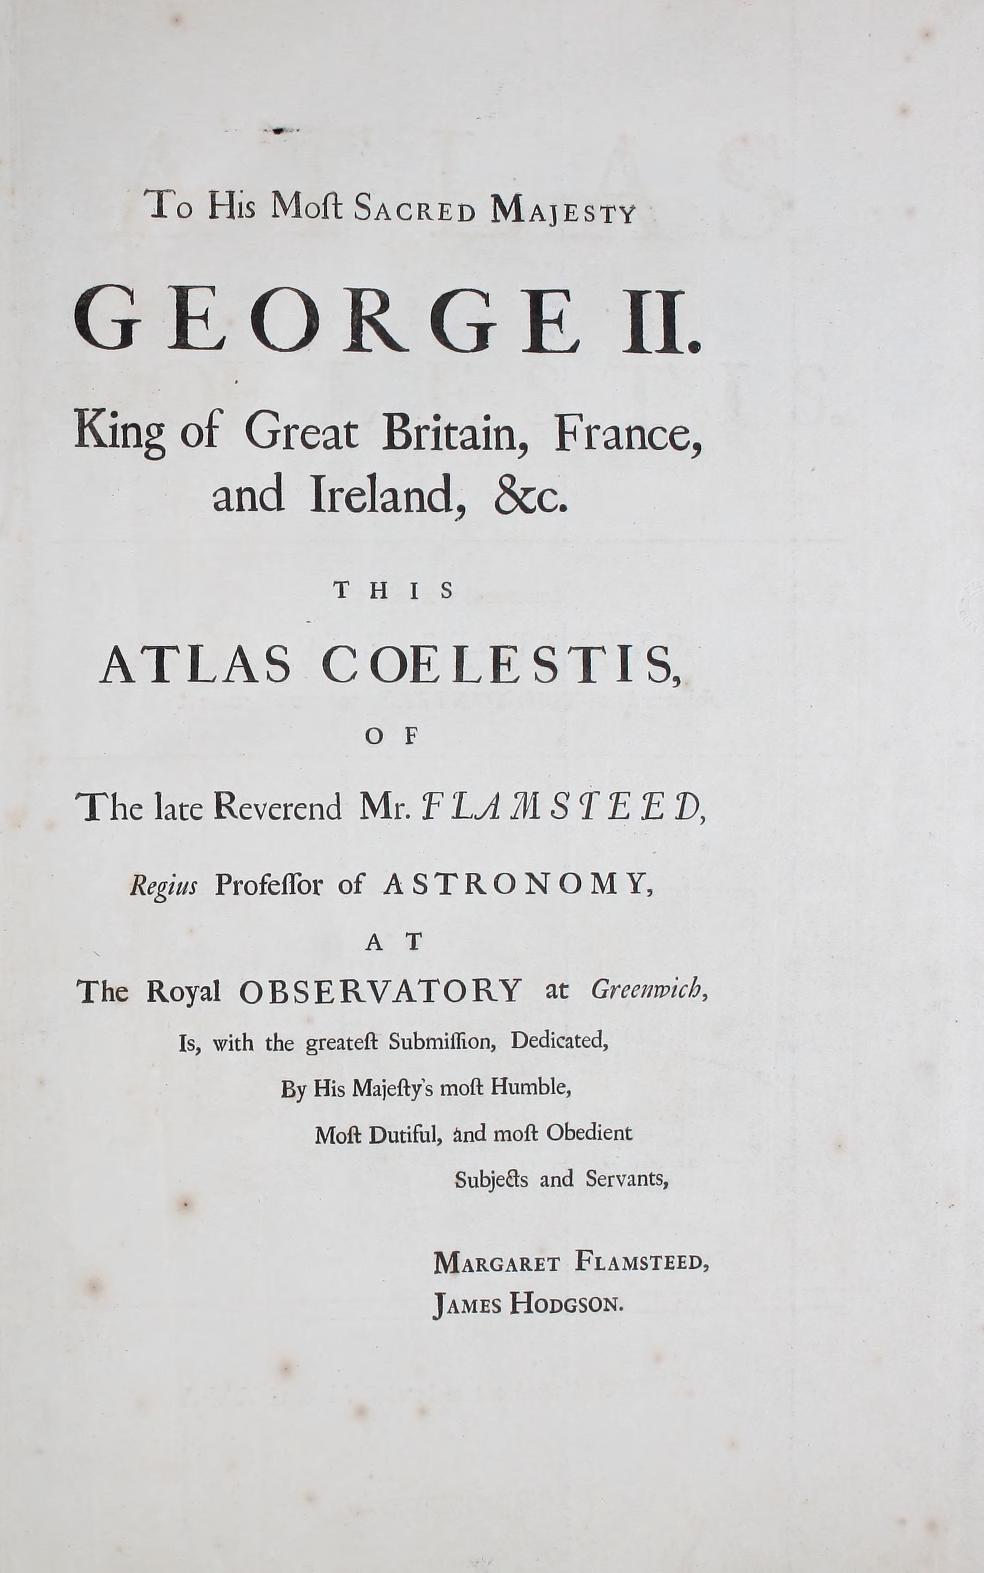 To His Moſt SACRED MAJESTY
GEORGE II.
King of Great Britain, France,
and Ireland, &c.
THIS
ATLAS COELESTIS,
OF
The late Reverend Mr. FLAMSTEED,
Regius Profeſſor of ASTRONOMY,
AT
The Royal OBSERVATORY at Greenwich,
Is, with the greateſt Submiſſion, Dedicated,
By His Majeſty's moſt Humble,
Moſt Dutiful, and moſt Obedient
Subjects and Servants,
MARGARET FLAMSTEED,
JAMES HODGSON.